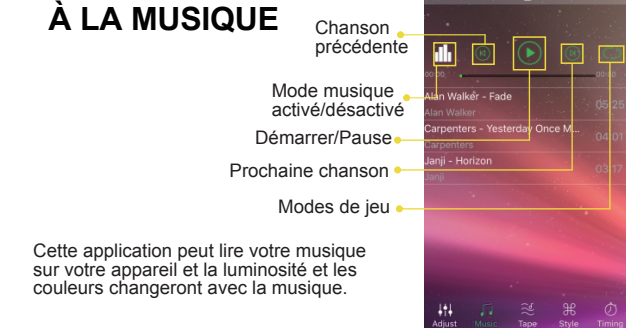 À LA MUSIQUE
Chanson
précédente
Mode musique
activé/désactivé
Démarrer/Pause
Prochaine chanson
Modes de jeu
Cette application peut lire votre musique
sur votre appareil et la luminosité et les
couleurs changeront avec la musique.
00:00
00:00
Alan Walker - Fade
Alan Walker
05:25
Carpenters - Yesterday Once M...
Carpenters
04:01
Janji - Horizon
Janji
03:17
Adjust
Music
Tape
Style
Timing